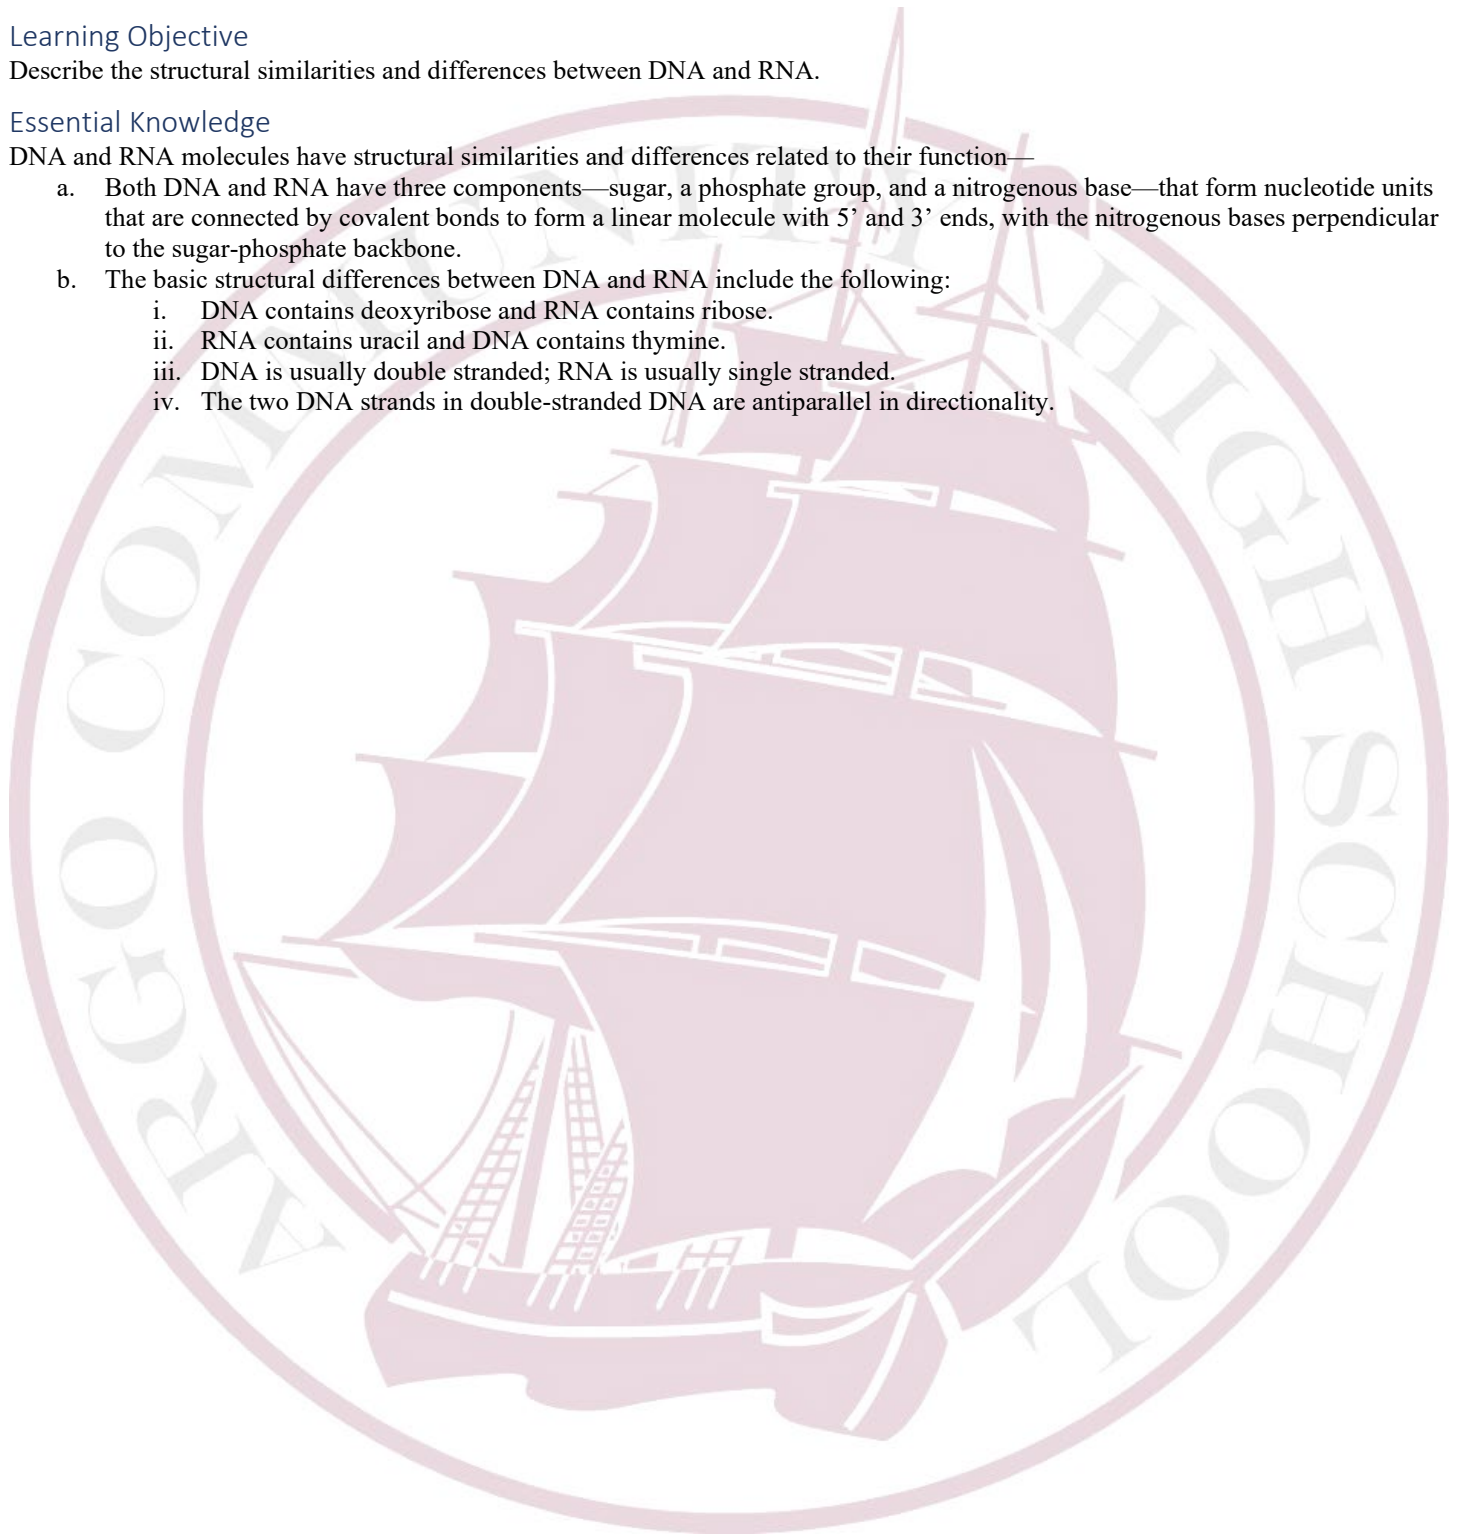 Learning Objective
Describe the structural similarities and differences between DNA and RNA.
Essential Knowledge
DNA and RNA molecules have structural similarities and differences related to their function—
a. Both DNA and RNA have three components—sugar, a phosphate group, and a nitrogenous base—that form nucleotide units
that are connected by covalent bonds to form a linear molecule with 5’ and 3’ ends, with the nitrogenous bases perpendicular
to the sugar-phosphate backbone.
b. The basic structural differences between DNA and RNA include the following:
i. DNA contains deoxyribose and RNA contains ribose.
ii. RNA contains uracil and DNA contains thymine.
iii. DNA is usually double stranded; RNA is usually single stranded.
iv. The two DNA strands in double-stranded DNA are antiparallel in directionality.
ARGO COMMUNITY HIGH SCHOOL